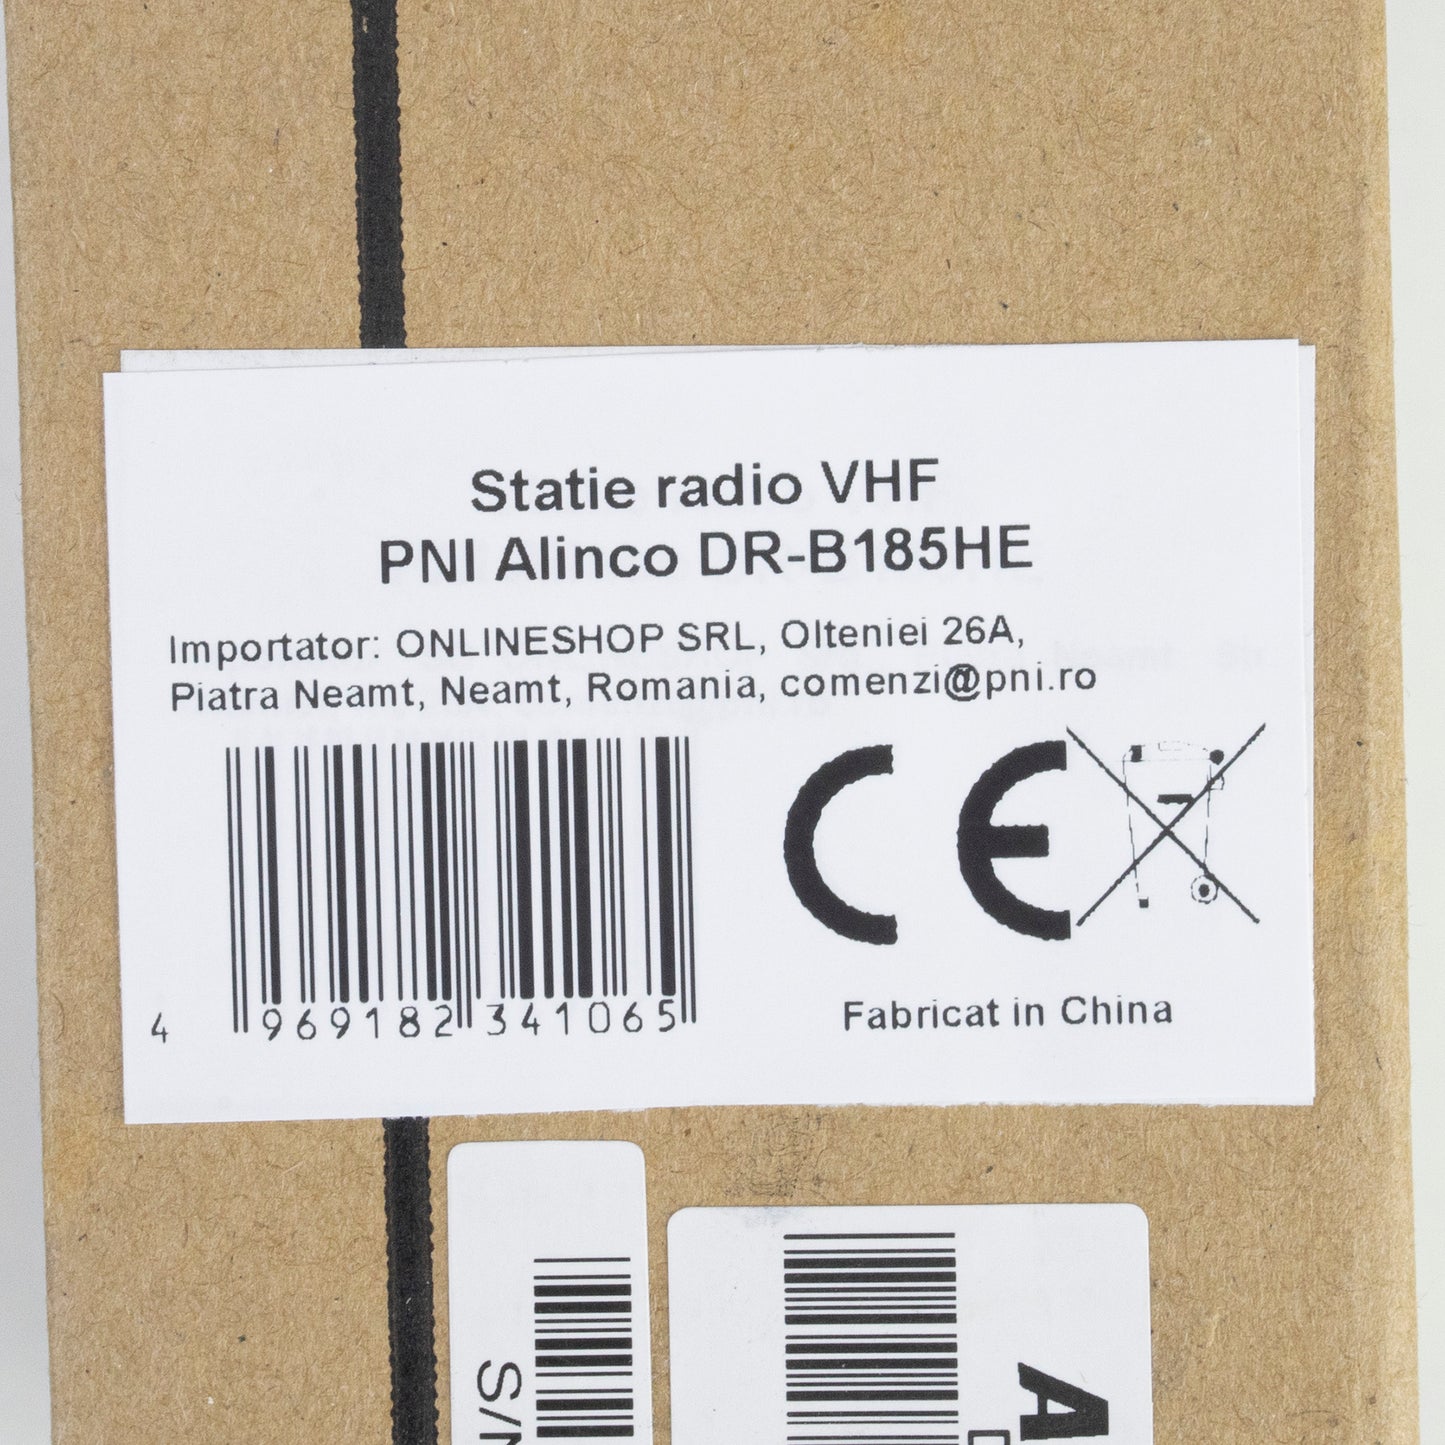 Statie radio VHF
PNI Alinco DR-B185HE
Importator: ONLINESHOP SRL, Olteniei 26A,
Piatra Neamt, Neamt, Romania, comenzi@pni.ro
CE
4 969182 341065
Fabricat in China